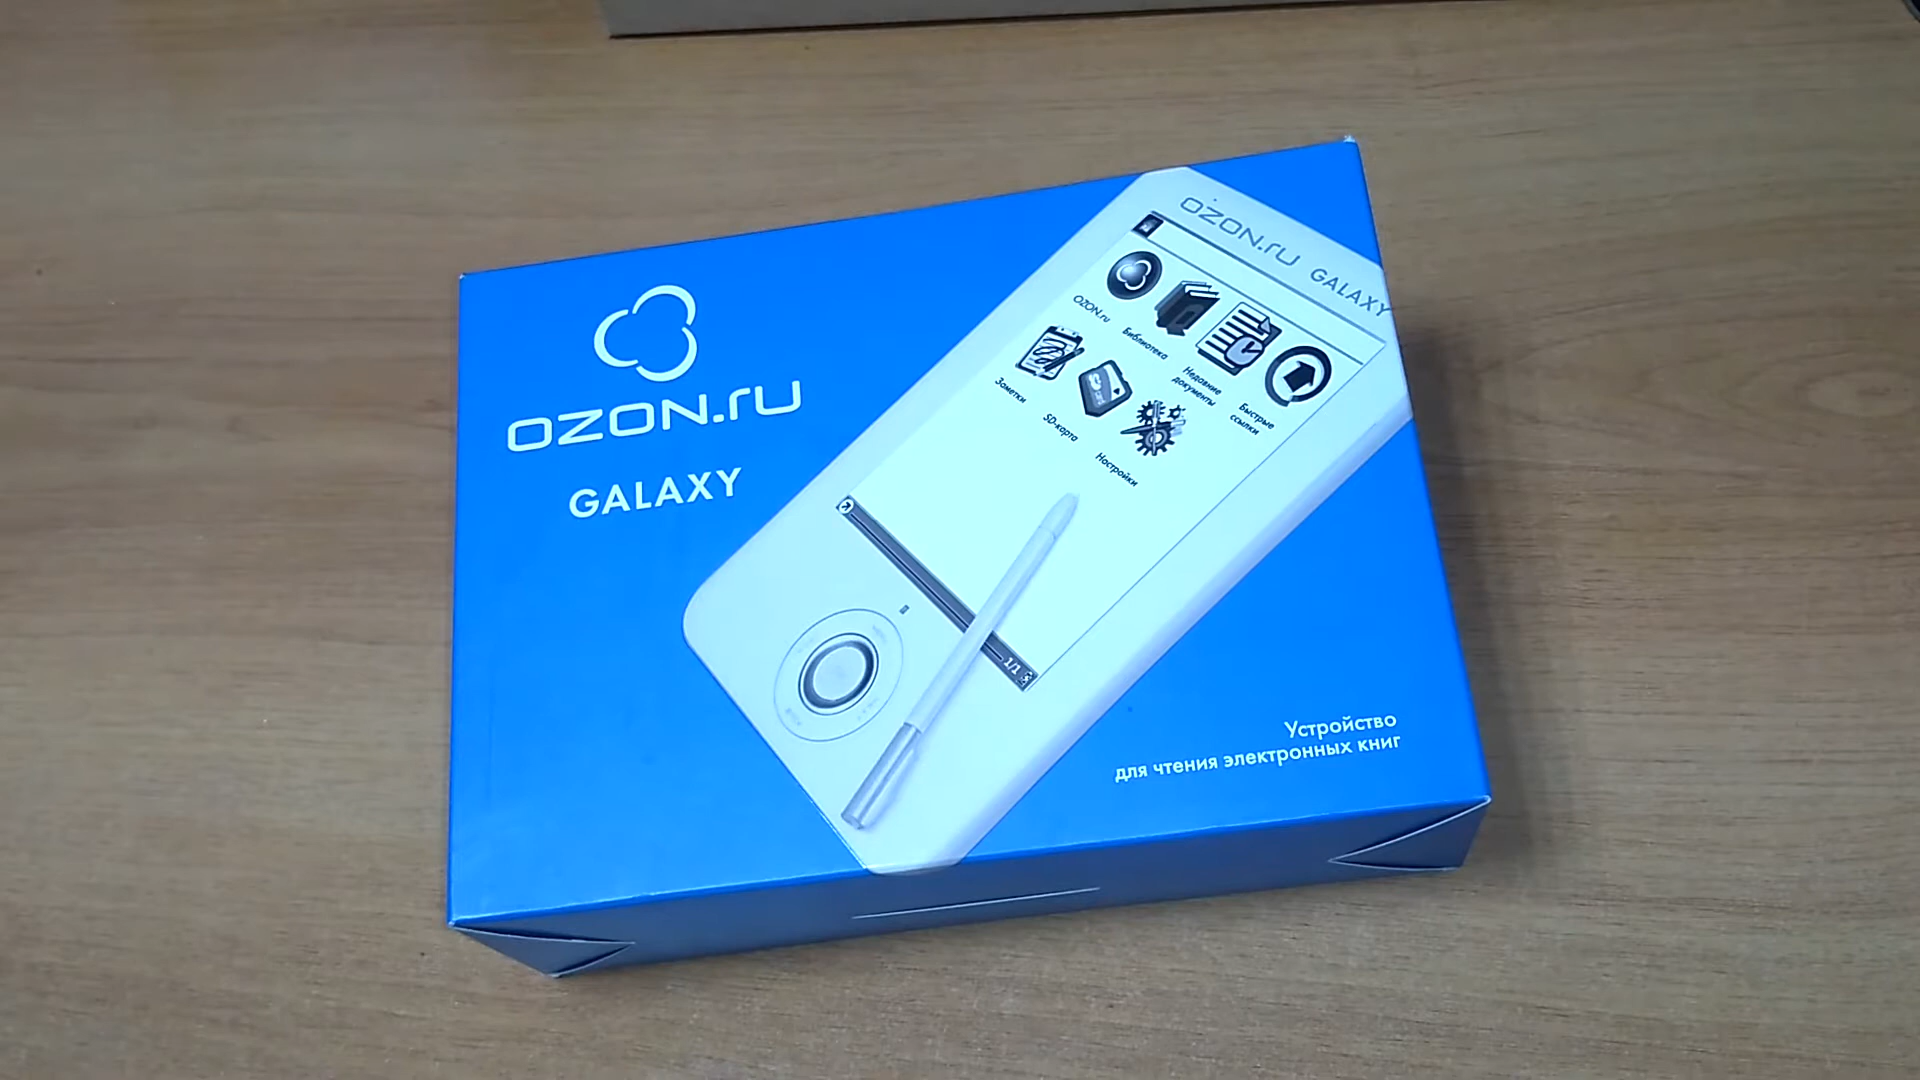 OZON.ru
GALAXY
OZON.ru GALAXY
OZON.ru
Библиотека
Недавние
документы
Быстрые
ссылки
Заметки
SD-карта
Настройки
1/1
Устройство
для чтения электронных книг